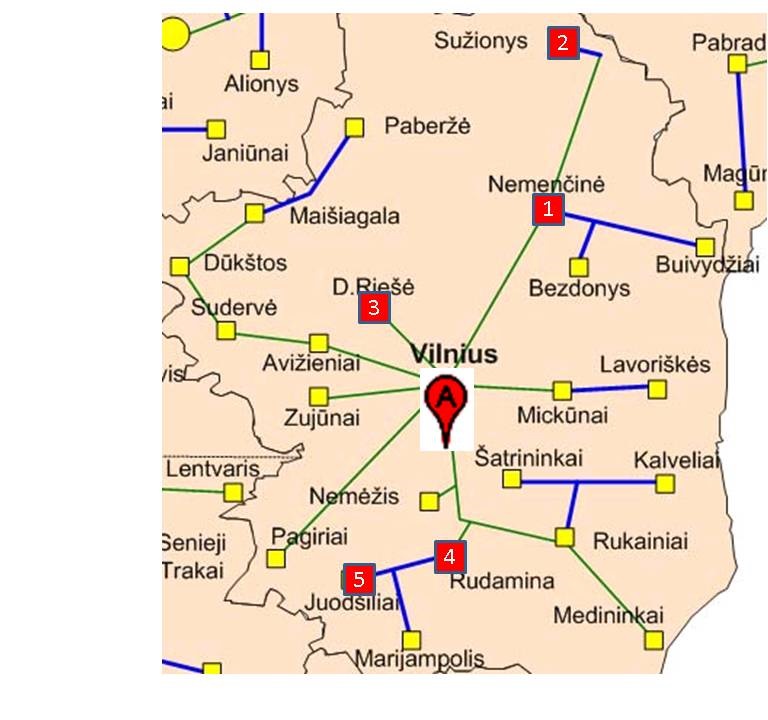 Sužionys
2
Pabrad
Alionys
ai
Paberžė
Janiūnai
Magūn
Nemenčinė
1
Maišiagala
Dūkštos
Buivydžiai
Bezdonys
D.Riešė
3
Sudervė
Vilnius
Avižieniai
Lavoriškės
vis
A
Zujūnai
Mickūnai
Šatrininkai
Kalveliai
Lentvaris
Nemėžis
Pagiriai
Senieji
Trakai
Rukainiai
4
5
Rudamina
Juodšiliai
Medininkai
Marijampolis